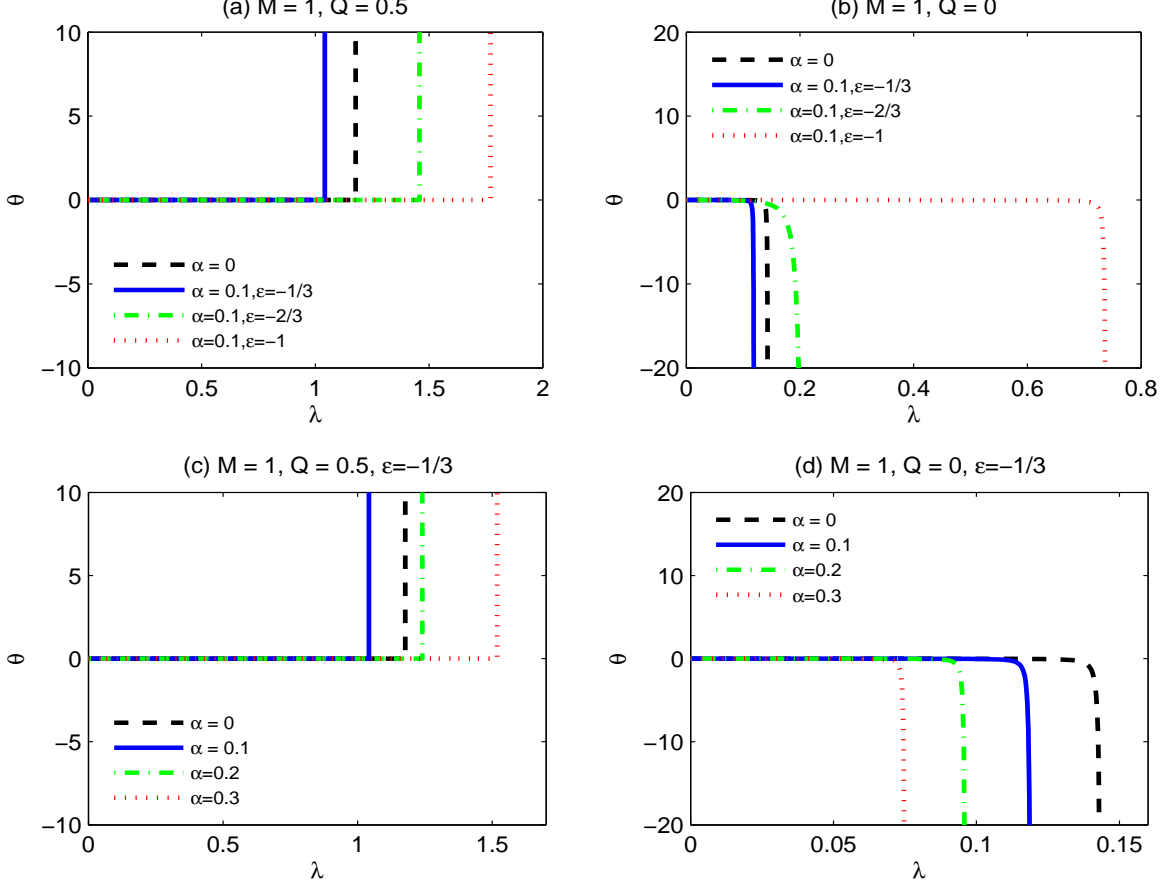 (a) M = 1, Q = 0.5
10
5
0
−5
−10
θ
α = 0
α = 0.1,ε=−1/3
α=0.1,ε=−2/3
α=0.1,ε=−1
0
0.5
1
1.5
2
λ
(b) M = 1, Q = 0
20
10
0
−10
−20
θ
α = 0
α = 0.1,ε=−1/3
α=0.1,ε=−2/3
α=0.1,ε=−1
0
0.2
0.4
0.6
0.8
λ
(c) M = 1, Q = 0.5, ε=−1/3
10
5
0
−5
−10
θ
α = 0
α = 0.1
α=0.2
α=0.3
0
0.5
1
1.5
λ
(d) M = 1, Q = 0, ε=−1/3
20
10
0
−10
−20
θ
α = 0
α = 0.1
α=0.2
α=0.3
0
0.05
0.1
0.15
λ